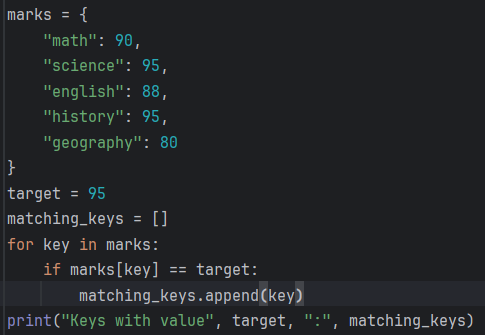 marks = {
    "math": 90,
    "science": 95,
    "english": 88,
    "history": 95,
    "geography": 80
}
target = 95
matching_keys = []
for key in marks:
    if marks[key] == target:
        matching_keys.append(key)
print("Keys with value", target, ":", matching_keys)